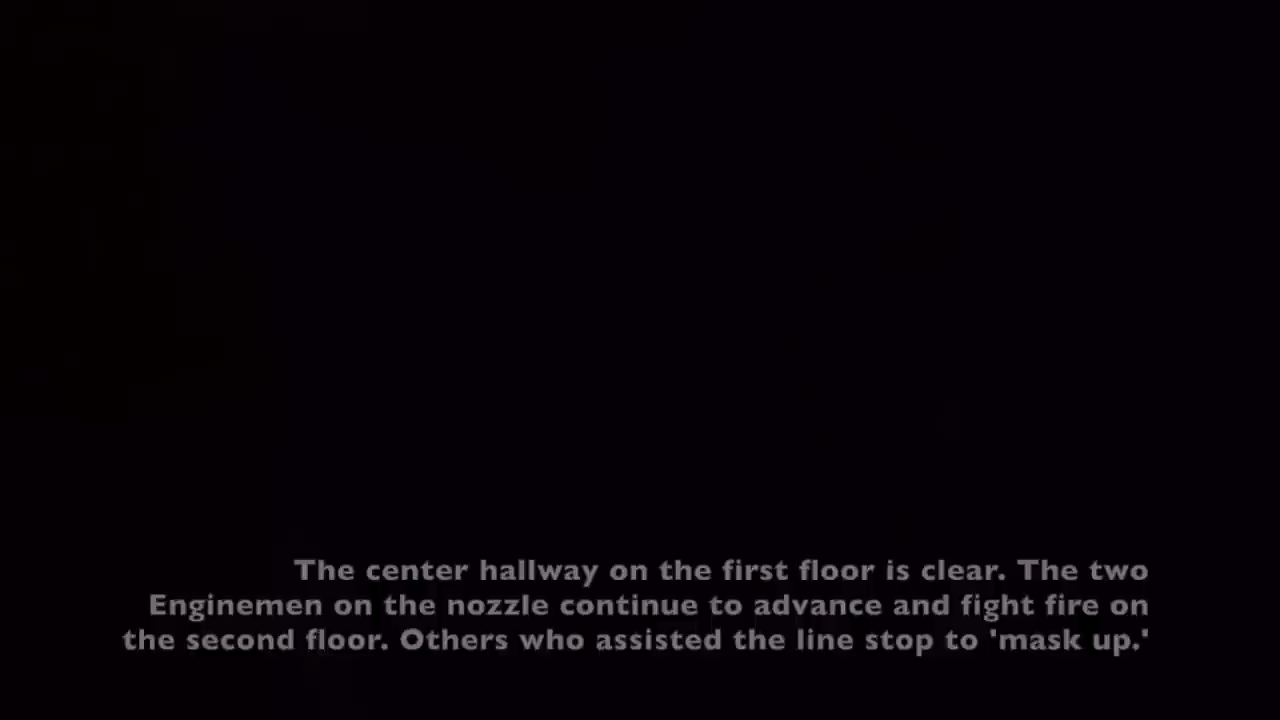 The center hallway on the first floor is clear. The two
Enginemen on the nozzle continue to advance and fight fire on
the second floor. Others who assisted the line stop to 'mask up.'